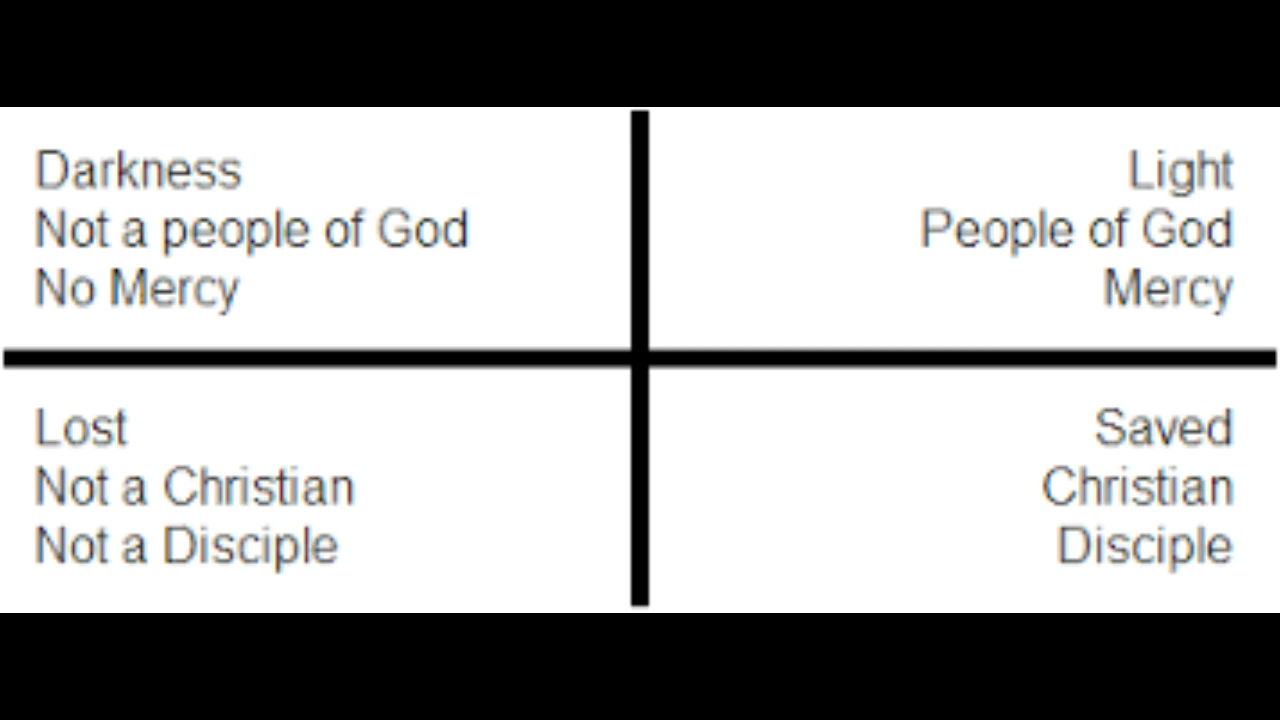 Darkness
Not a people of God
No Mercy
Light
People of God
Mercy
Lost
Not a Christian
Not a Disciple
Saved
Christian
Disciple